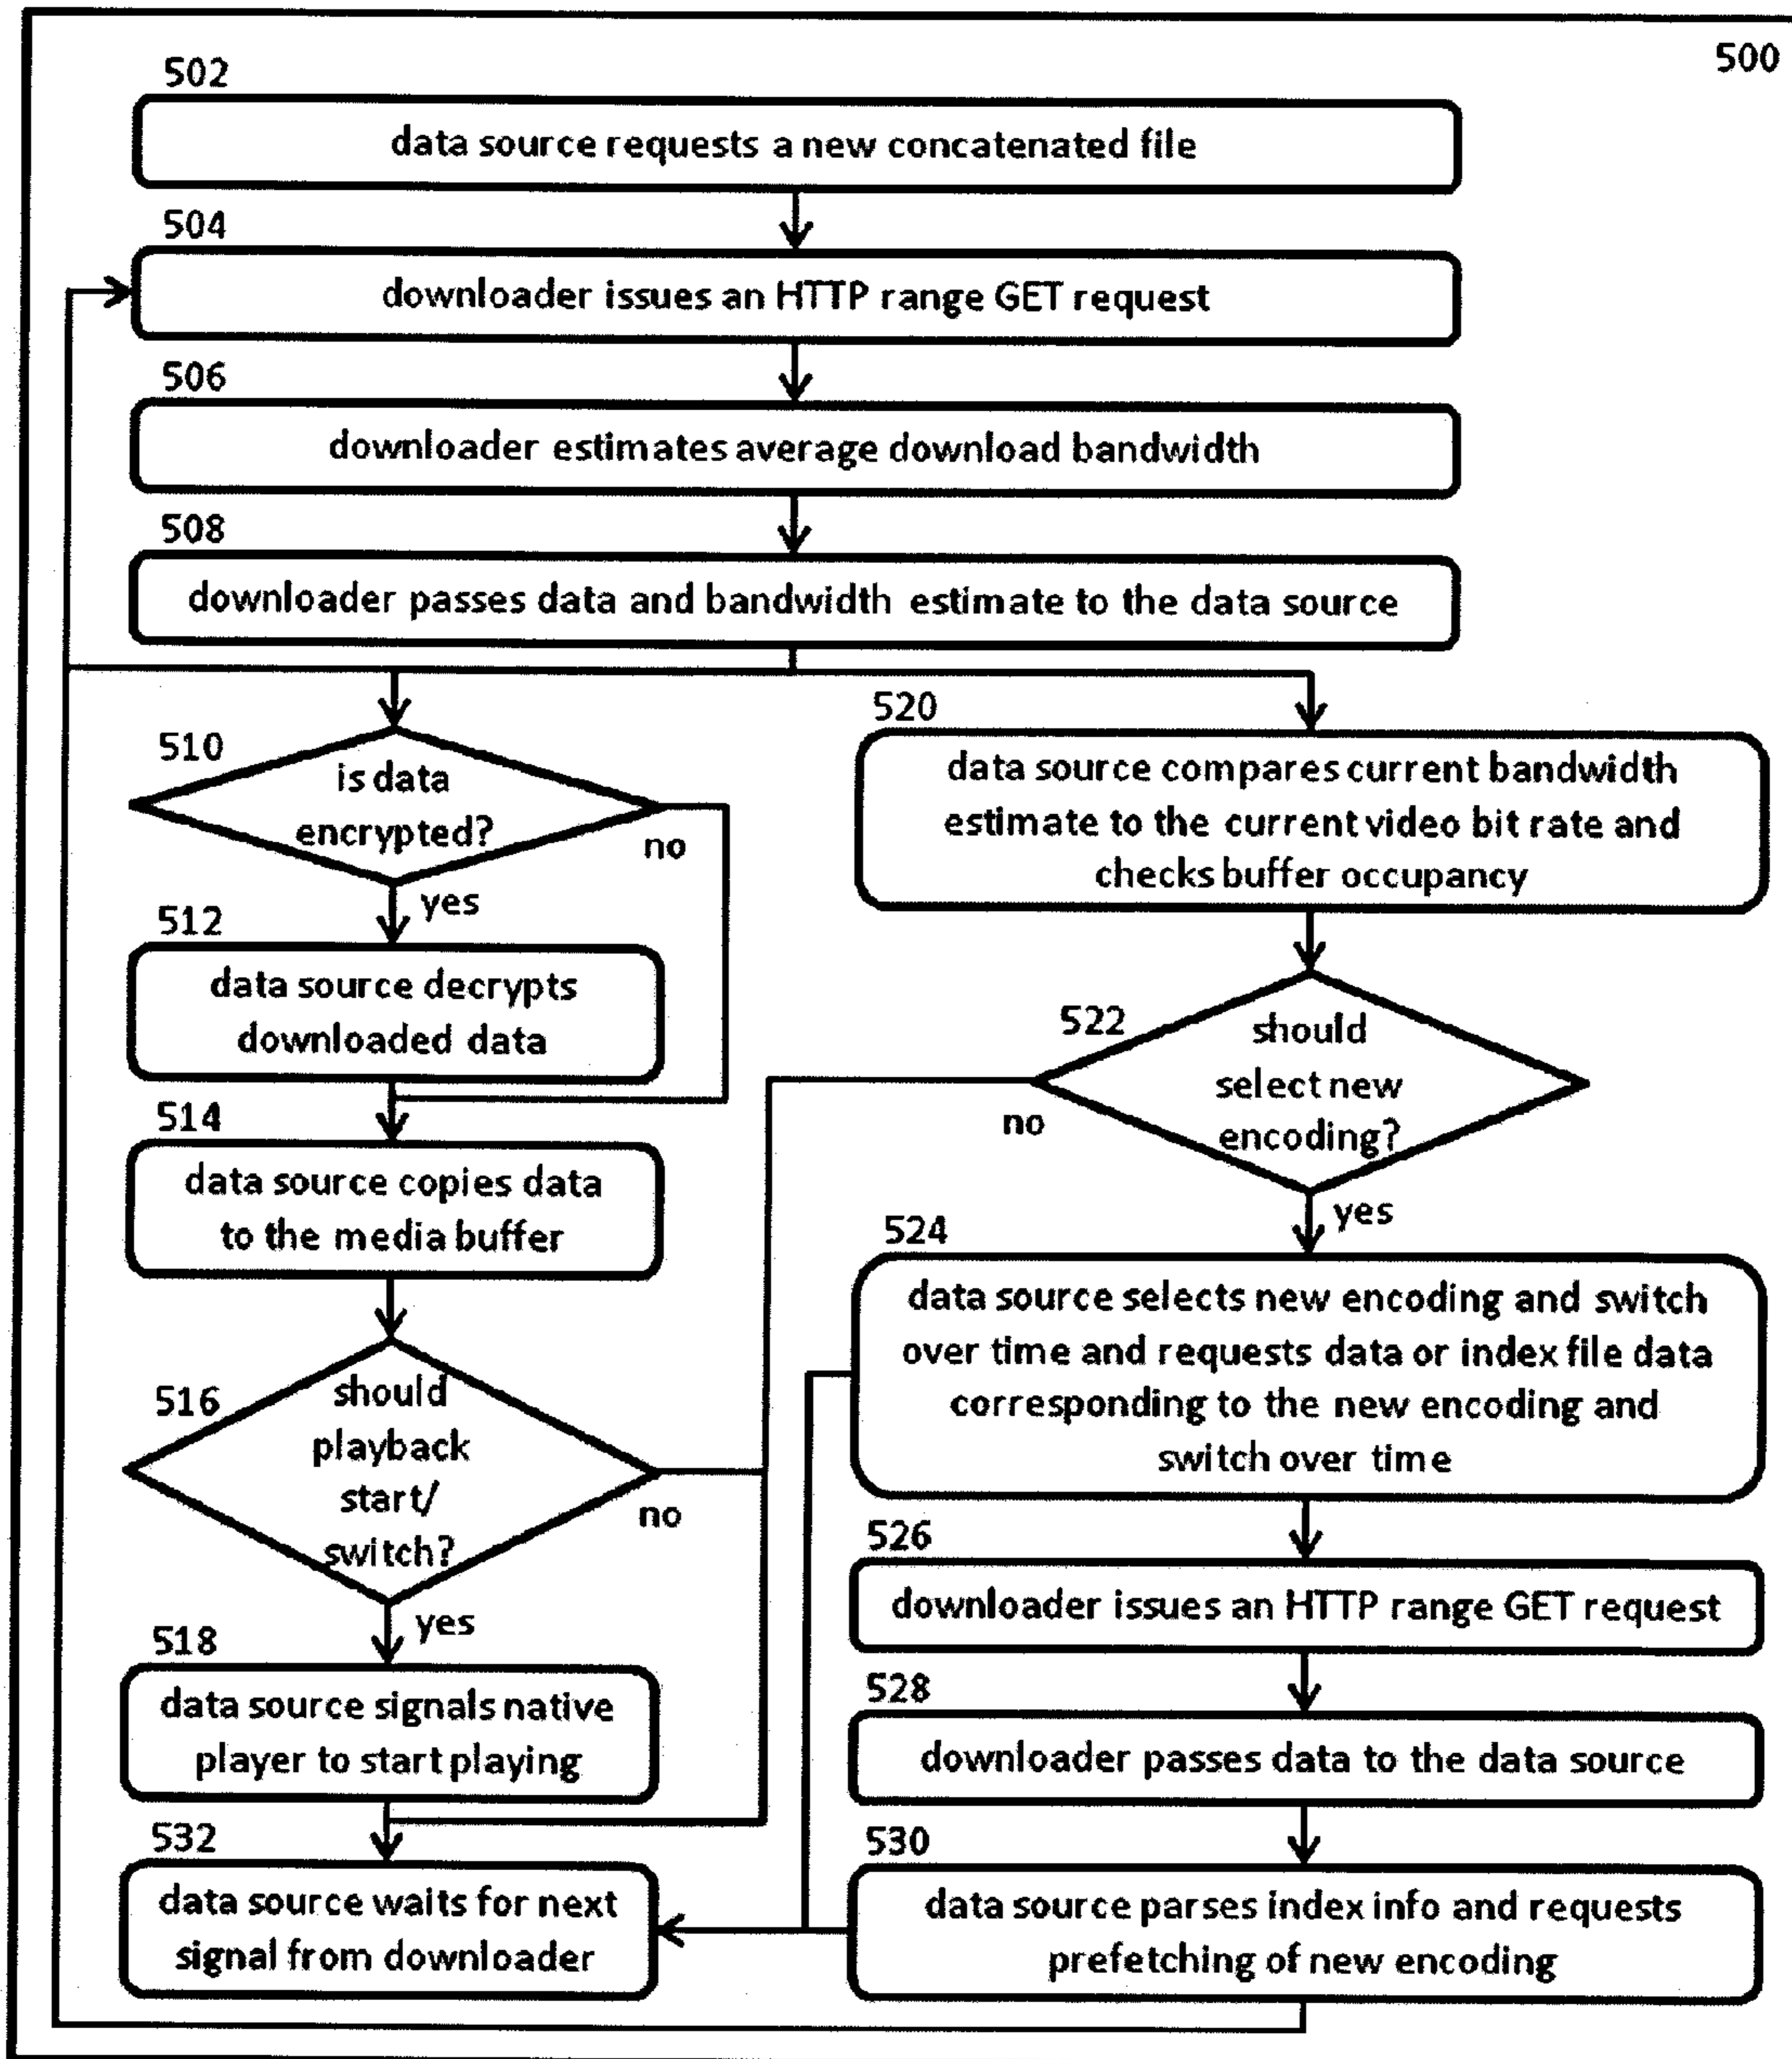 500
502
data source requests a new concatenated file
504
downloader issues an HTTP range GET request
506
downloader estimates average download bandwidth
508
downloader passes data and bandwidth estimate to the data source
510
is data
encrypted?
no
yes
512
data source decrypts
downloaded data
514
data source copies data
to the media buffer
516
should
playback
start/
switch?
no
yes
518
data source signals native
player to start playing
532
data source waits for next
signal from downloader
520
data source compares current bandwidth
estimate to the current video bit rate and
checks buffer occupancy
522
should
select new
encoding?
no
yes
524
data source selects new encoding and switch
over time and requests data or index file data
corresponding to the new encoding and
switch over time
526
downloader issues an HTTP range GET request
528
downloader passes data to the data source
530
data source parses index info and requests
prefetching of new encoding